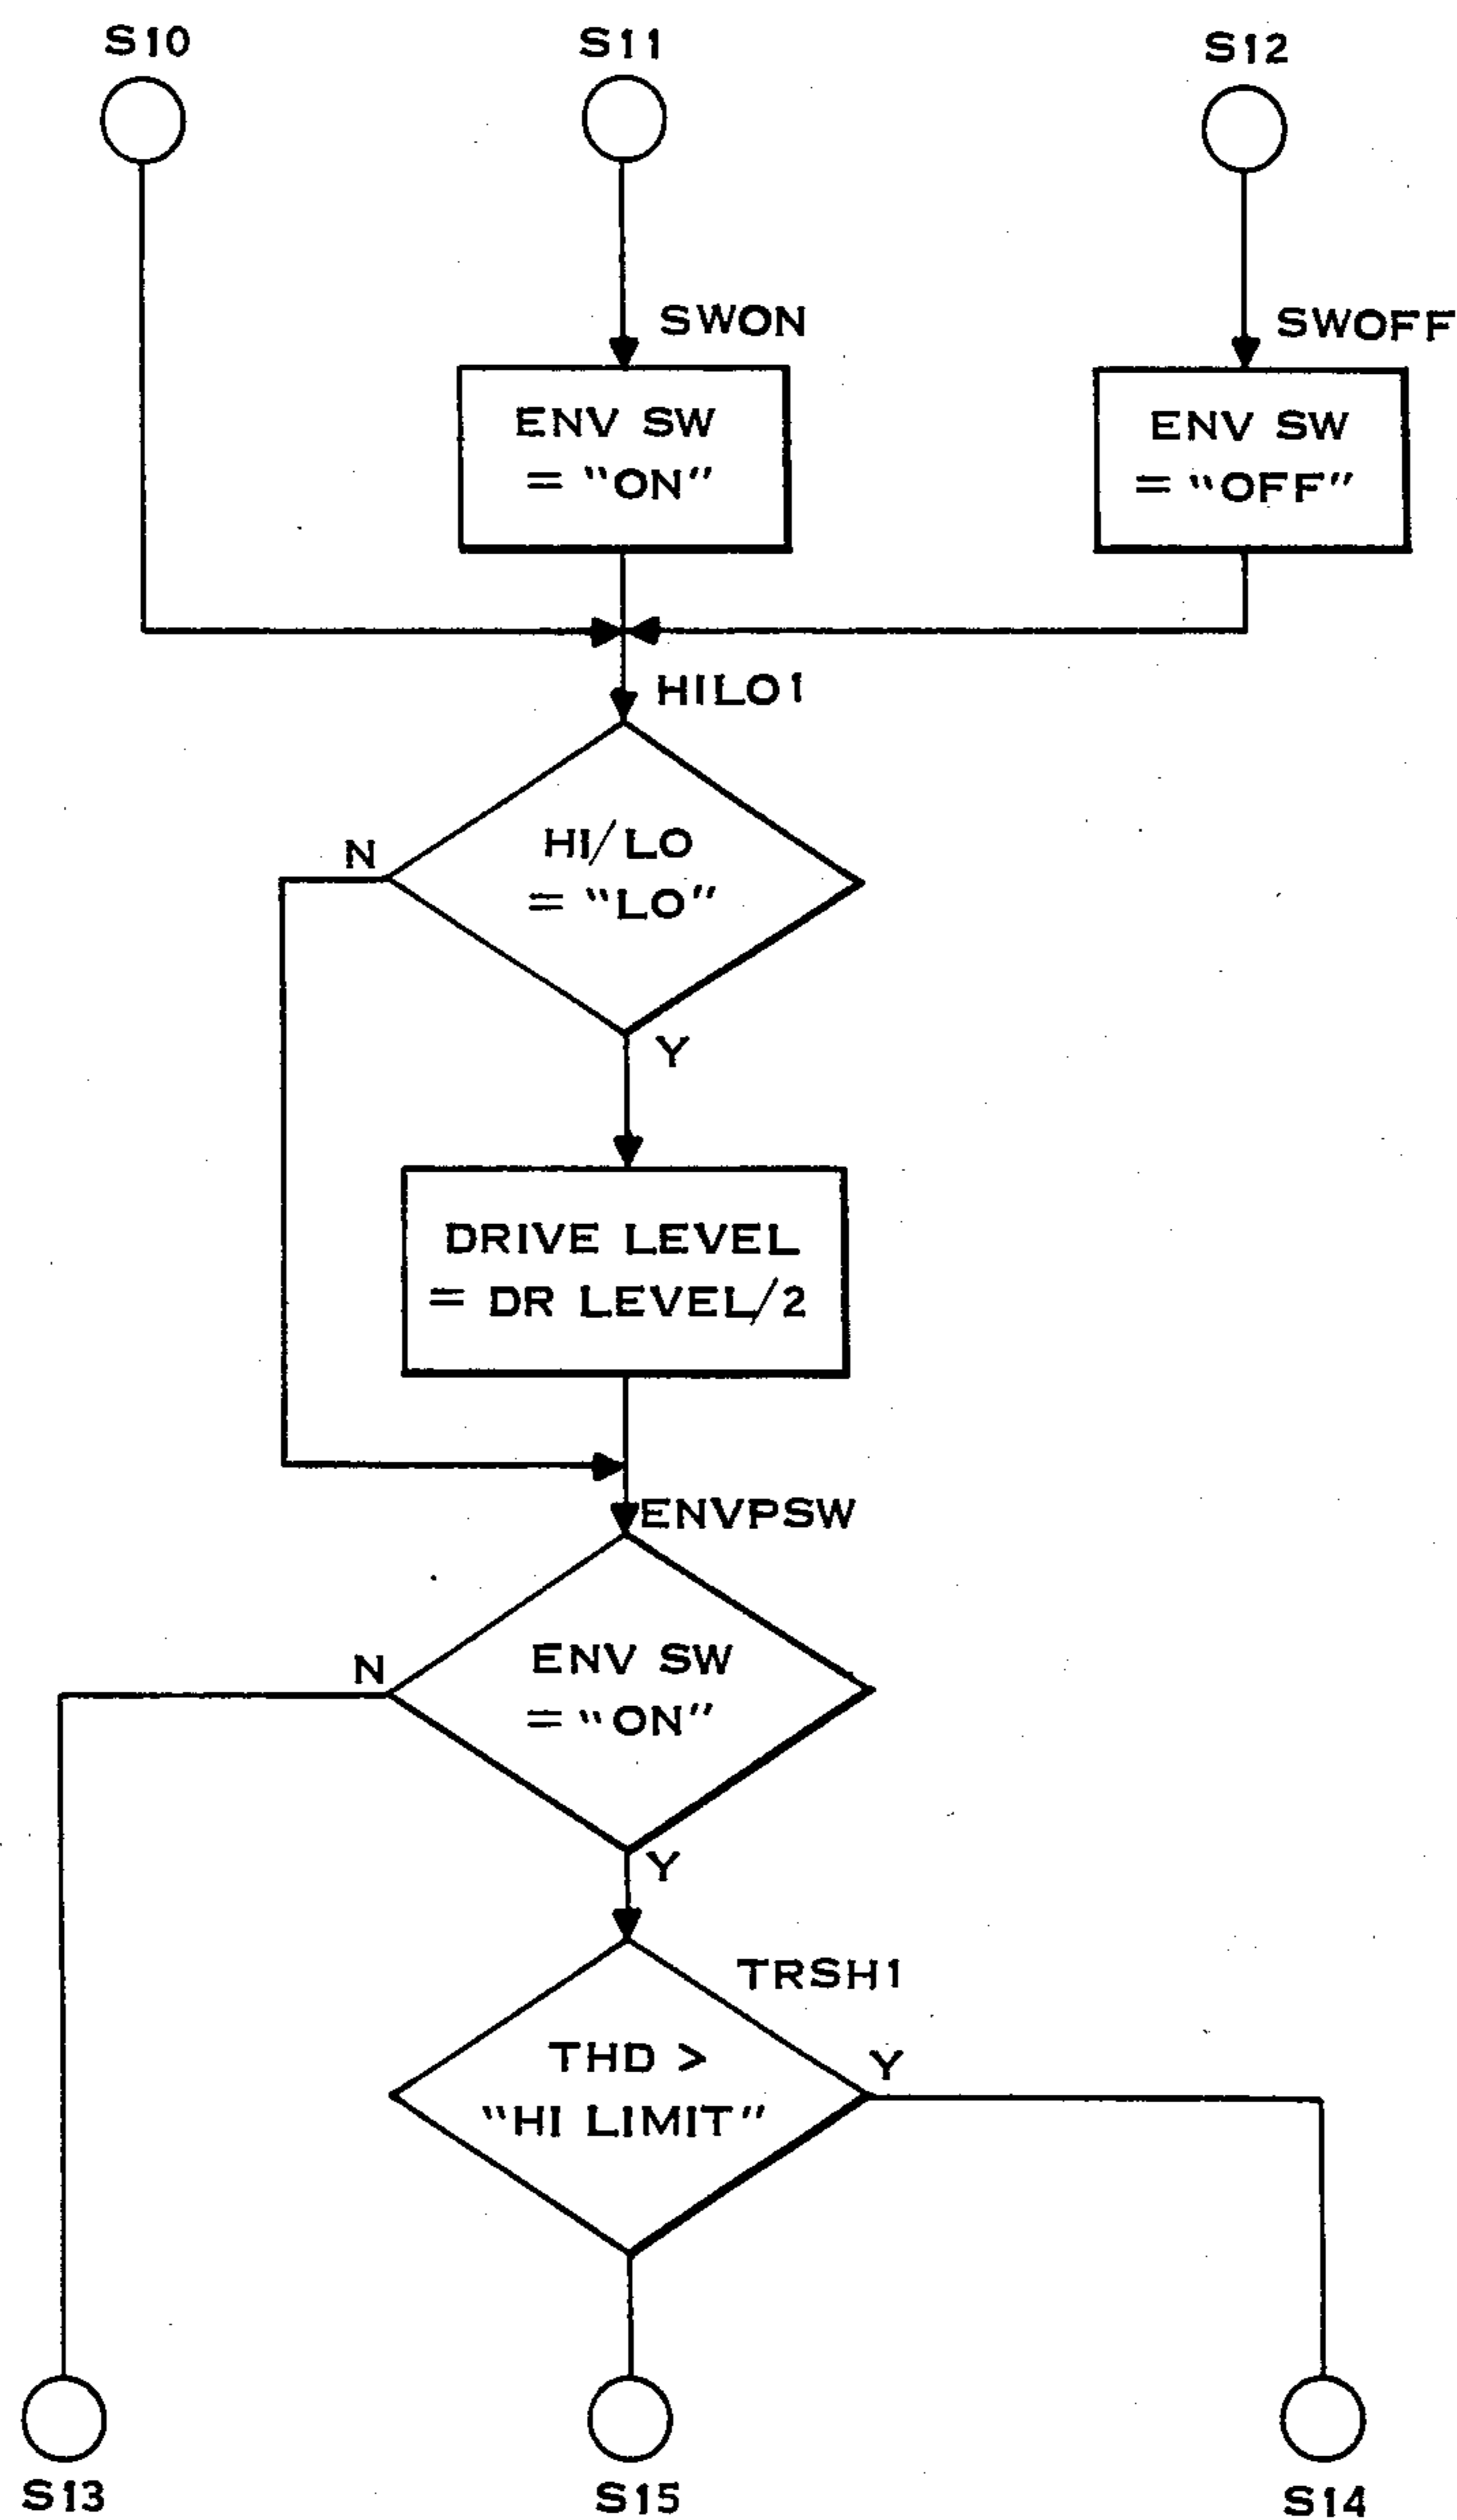 S10
S11
S12
SWON
SWOFF
ENV SW
= "ON"
ENV SW
= "OFF"
HILO1
HI/LO
= "LO"
N
Y
DRIVE LEVEL
= DR LEVEL/2
ENVPSW
ENV SW
= "ON"
N
Y
TRSH1
THD >
"HI LIMIT"
Y
S13
S15
S14